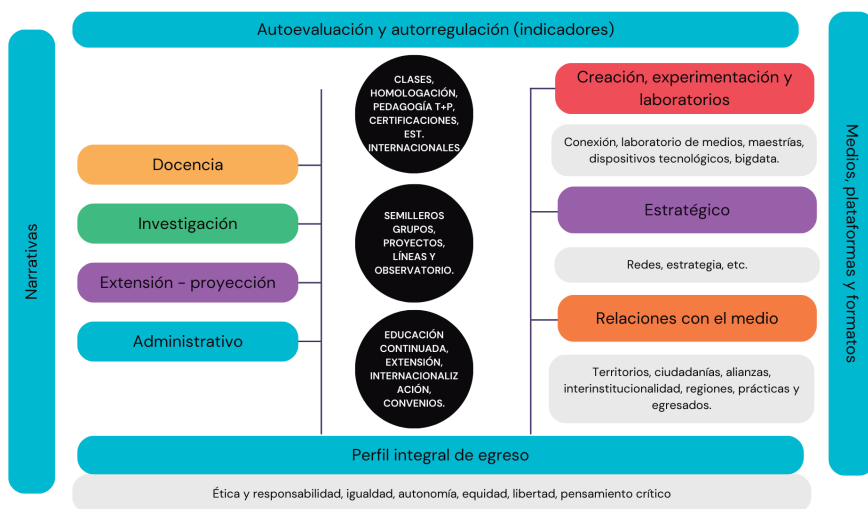 Autoevaluación y autorregulación (indicadores)
Narrativas
Docencia
Investigación
Extensión - proyección
Administrativo
CLASES,
HOMOLOGACIÓN,
PEDAGOGÍA T+P,
CERTIFICACIONES,
EST.
INTERNACIONALES
SEMILLEROS
GRUPOS,
PROYECTOS,
LÍNEAS Y
OBSERVATORIO.
EDUCACIÓN
CONTINUADA,
EXTENSIÓN,
INTERNACIONALIZ
ACIÓN,
CONVENIOS.
Creación, experimentación y
laboratorios
Conexión, laboratorio de medios, maestrías,
dispositivos tecnológicos, bigdata.
Estratégico
Redes, estrategia, etc.
Relaciones con el medio
Territorios, ciudadanías, alianzas,
interinstitucionalidad, regiones, prácticas y
egresados.
Medios, plataformas y formatos
Perfil integral de egreso
Ética y responsabilidad, igualdad, autonomía, equidad, libertad, pensamiento crítico